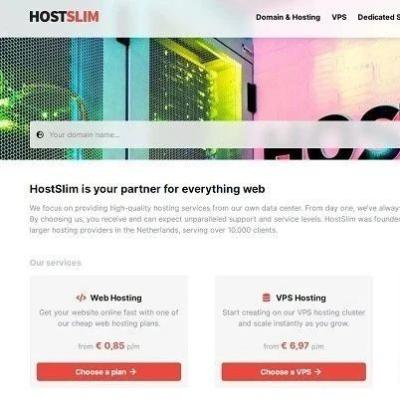 HOSTSLIM
Domain & Hosting VPS Dedicated S
Your domain name...
HOS
HostSlim is your partner for everything web
We focus on providing high-quality hosting services from our own data center. From day one, we've alway
By choosing us, you receive and can expect unparalleled support and service levels. HostSlim was founde
larger hosting providers in the Netherlands, serving over 10.000 clients.
Our services
</> Web Hosting
Get your website online fast with one of
our cheap web hosting plans.
from € 0,85 p/m
Choose a plan →
VPS Hosting
Start creating on our VPS hosting cluster
and scale instantly as you grow.
from € 6,97 p/m
Choose a VPS →